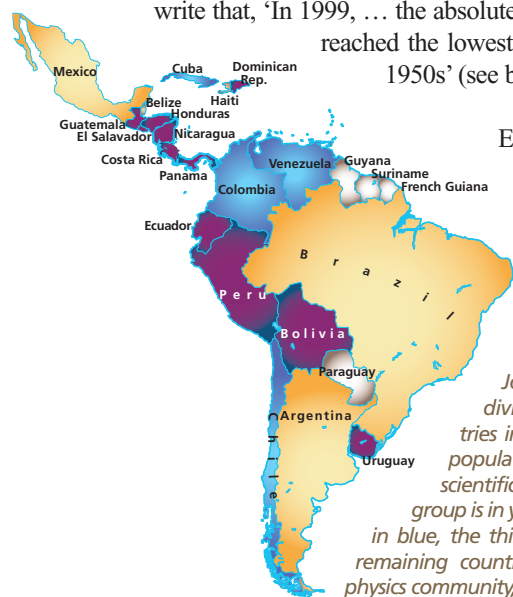 write that, ‘In 1999, … the absolute
reached the lowest
1950s’ (see b
E
Mexico
Cuba
Dominican
Rep.
Haiti
Belize
Honduras
Guatemala
El Salavador
Nicaragua
Costa Rica
Panama
Venezuela
Guyana
Suriname
French Guiana
Colombia
Ecuador
Brazil
Peru
Bolivia
Paraguay
Argentina
Chile
Uruguay
Jo
divi
tries in
popula
scientific
group is in y
in blue, the thi
remaining count
physics community,